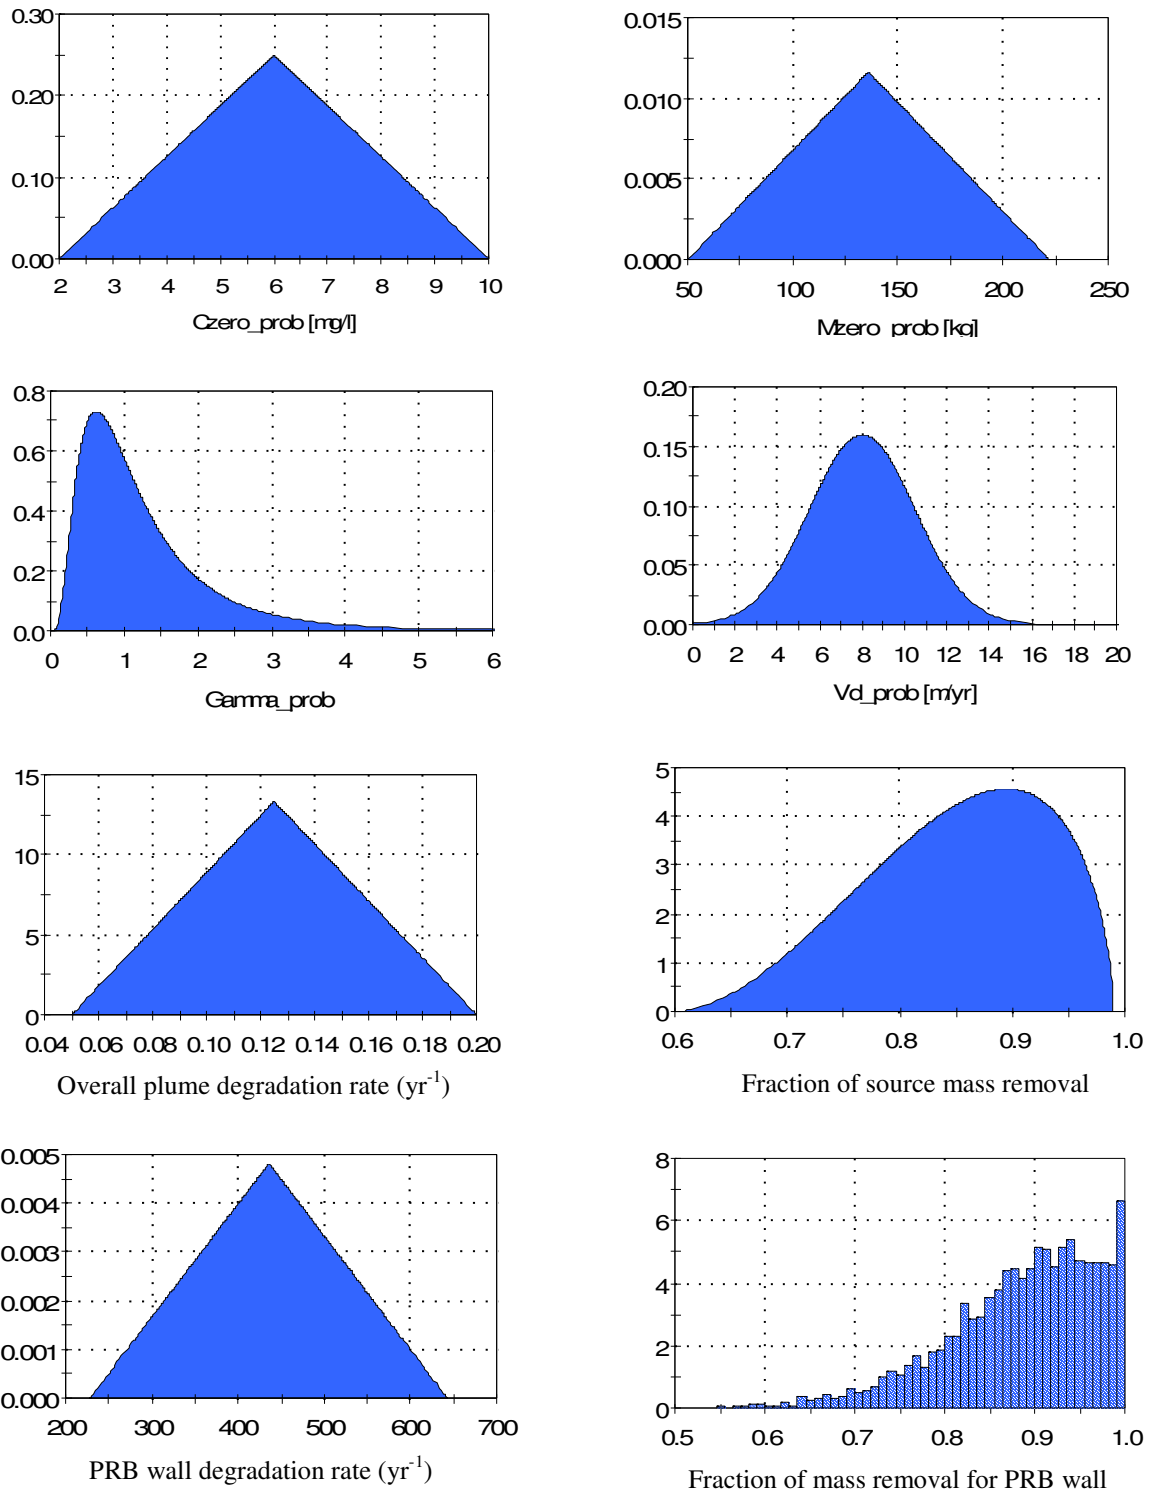 0.30
0.20
0.10
0.00
2 3 4 5 6 7 8 9 10
Czero_prob [mg/l]
0.015
0.010
0.005
0.000
50 100 150 200 250
Mzero_prob [kg]
0.8
0.6
0.4
0.2
0.0
0 1 2 3 4 5 6
Gamma_prob
0.20
0.15
0.10
0.05
0.00
0 2 4 6 8 10 12 14 16 18 20
Vd_prob [m/yr]
15
10
5
0
0.04 0.06 0.08 0.10 0.12 0.14 0.16 0.18 0.20
Overall plume degradation rate (yr⁻¹)
5
4
3
2
1
0
0.6 0.7 0.8 0.9 1.0
Fraction of source mass removal
0.005
0.004
0.003
0.002
0.001
0.000
200 300 400 500 600 700
PRB wall degradation rate (yr⁻¹)
8
6
4
2
0
0.5 0.6 0.7 0.8 0.9 1.0
Fraction of mass removal for PRB wall